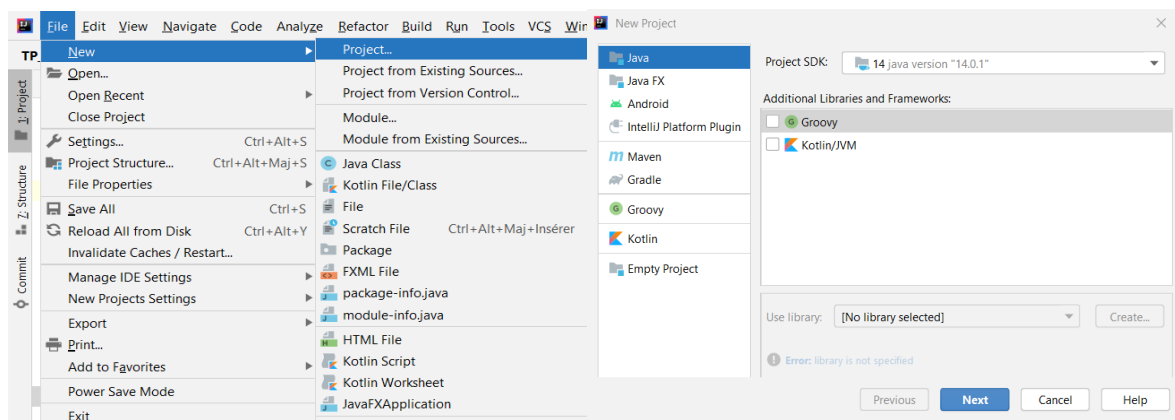 File Edit View Navigate Code Analyze Refactor Build Run Tools VCS
TP_
1: Project
Z: Structure
Commit
New
Open...
Open Recent
Close Project
Settings... Ctrl+Alt+S
Project Structure... Ctrl+Alt+Maj+S
File Properties
Save All Ctrl+S
Reload All from Disk Ctrl+Alt+Y
Invalidate Caches / Restart...
Manage IDE Settings
New Projects Settings
Export
Print...
Add to Favorites
Power Save Mode
Exit
Project...
Project from Existing Sources...
Project from Version Control...
Module...
Module from Existing Sources...
Java Class
Kotlin File/Class
File
Scratch File Ctrl+Alt+Maj+Insérer
Package
FXML File
package-info.java
module-info.java
HTML File
Kotlin Script
Kotlin Worksheet
JavaFXApplication
New Project
Java
Java FX
Android
IntelliJ Platform Plugin
Maven
Gradle
Groovy
Kotlin
Empty Project
Project SDK: 14 java version "14.0.1"
Additional Libraries and Frameworks:
Groovy
Kotlin/JVM
Use library: [No library selected] Create...
Error: library is not specified
Previous Next Cancel Help